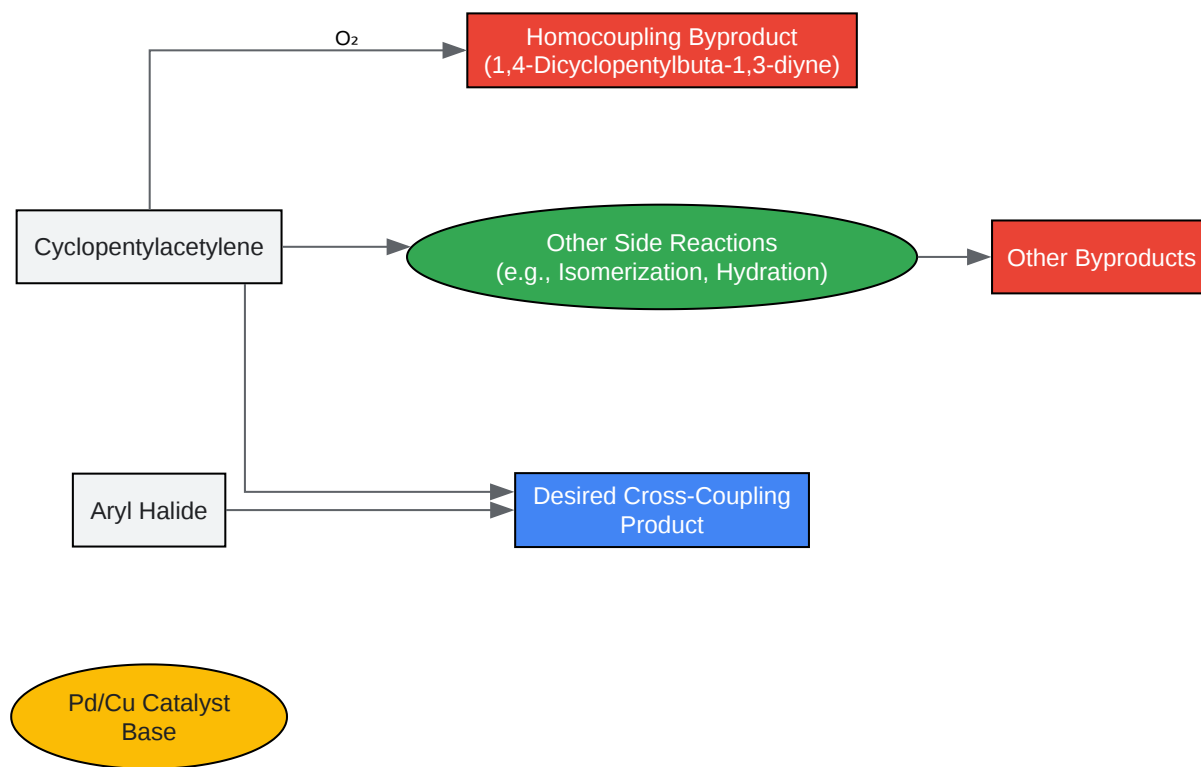 O₂
Homocoupling Byproduct
(1,4-Dicyclopentylbuta-1,3-diyne)
Cyclopentylacetylene
Other Side Reactions
(e.g., Isomerization, Hydration)
Other Byproducts
Aryl Halide
Desired Cross-Coupling
Product
Pd/Cu Catalyst
Base